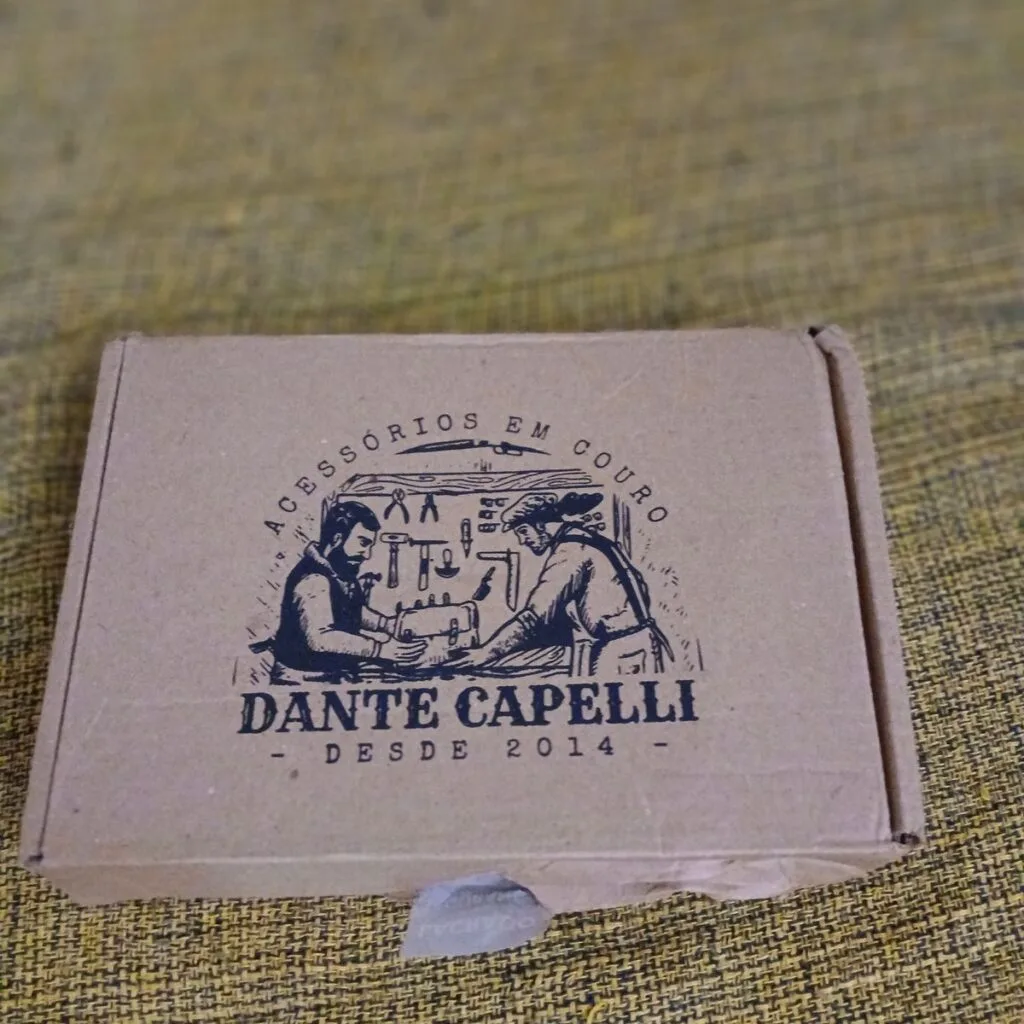 ACESSÓRIOS EM COURO
DANTE CAPELLI
- DESDE 2014 -